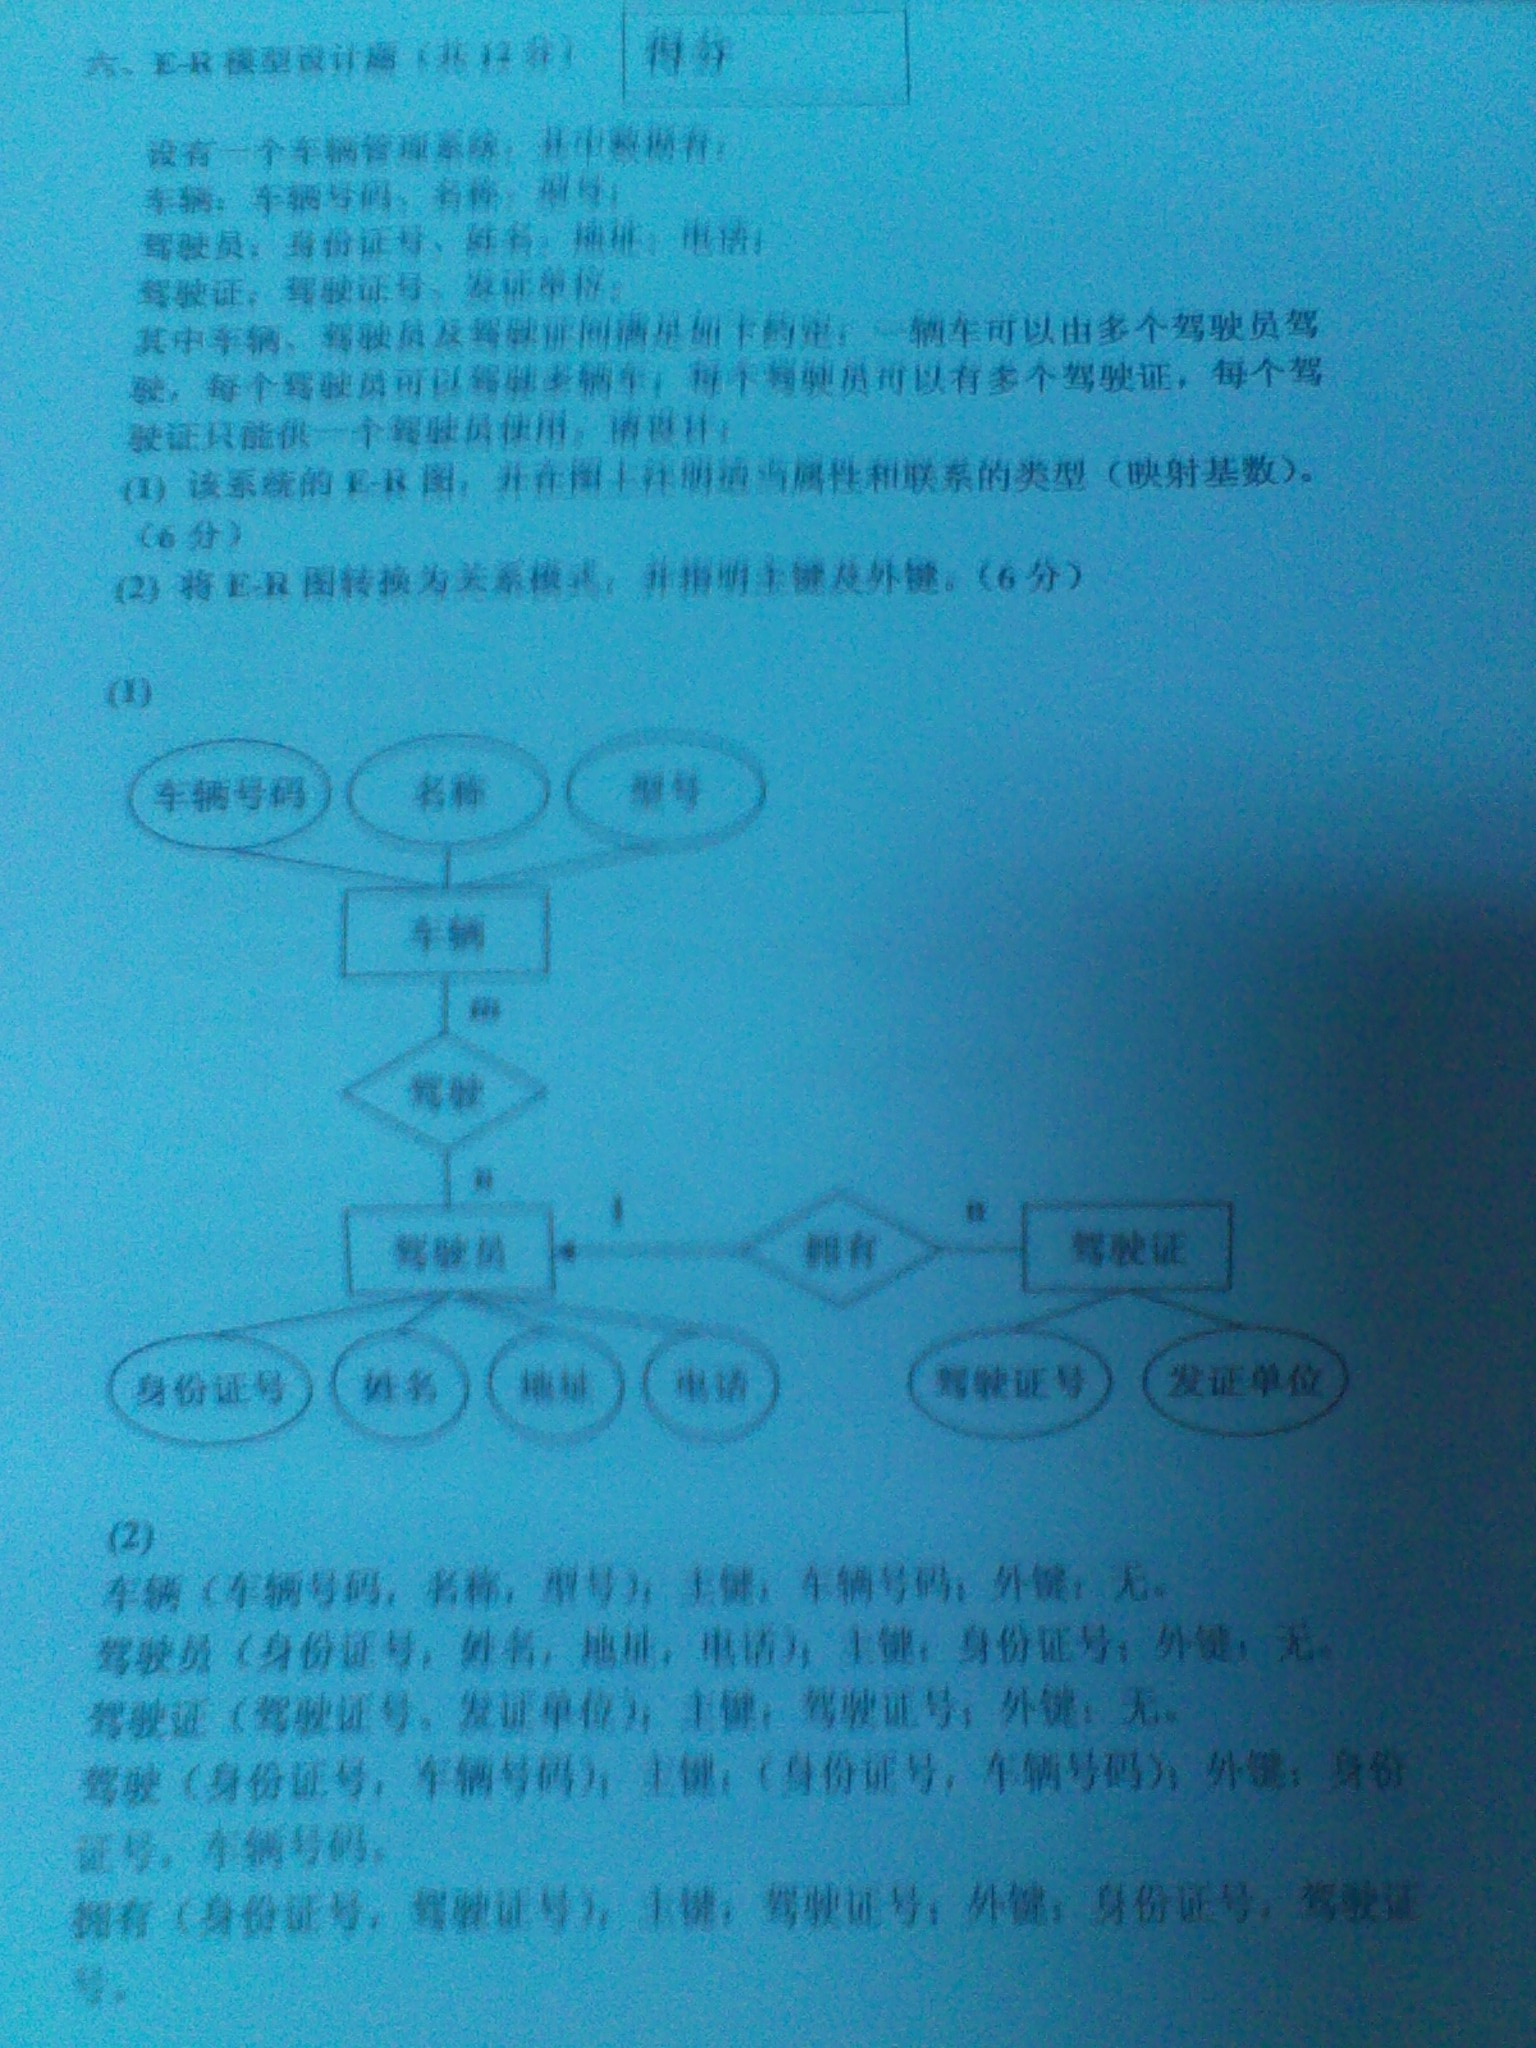 六、E-R 模型设计题（共 12 分）
得分
设有一个车辆管理系统，其中数据有：
车辆：车辆号码、名称、型号；
驾驶员：身份证号、姓名、地址、电话；
驾驶证：驾驶证号、发证单位；
其中车辆、驾驶员及驾驶证间满足如下约定：一辆车可以由多个驾驶员驾
驶，每个驾驶员可以驾驶多辆车；每个驾驶员可以有多个驾驶证，每个驾
驶证只能供一个驾驶员使用。请设计：
(1) 该系统的 E-R 图，并在图上注明适当属性和联系的类型（映射基数）。
（6 分）
(2) 将 E-R 图转换为关系模式，并指明主键及外键。（6 分）
(1)
车辆号码 名称 型号
车辆
m
驾驶
n
驾驶员 1 拥有 n 驾驶证
身份证号 姓名 地址 电话 驾驶证号 发证单位
(2)
车辆（车辆号码，名称，型号）；主键：车辆号码；外键：无。
驾驶员（身份证号，姓名，地址，电话）；主键：身份证号；外键：无。
驾驶证（驾驶证号，发证单位）；主键：驾驶证号；外键：无。
驾驶（身份证号，车辆号码）；主键：（身份证号，车辆号码）；外键：身份
证号，车辆号码。
拥有（身份证号，驾驶证号）；主键：驾驶证号；外键：身份证号，驾驶证
号。